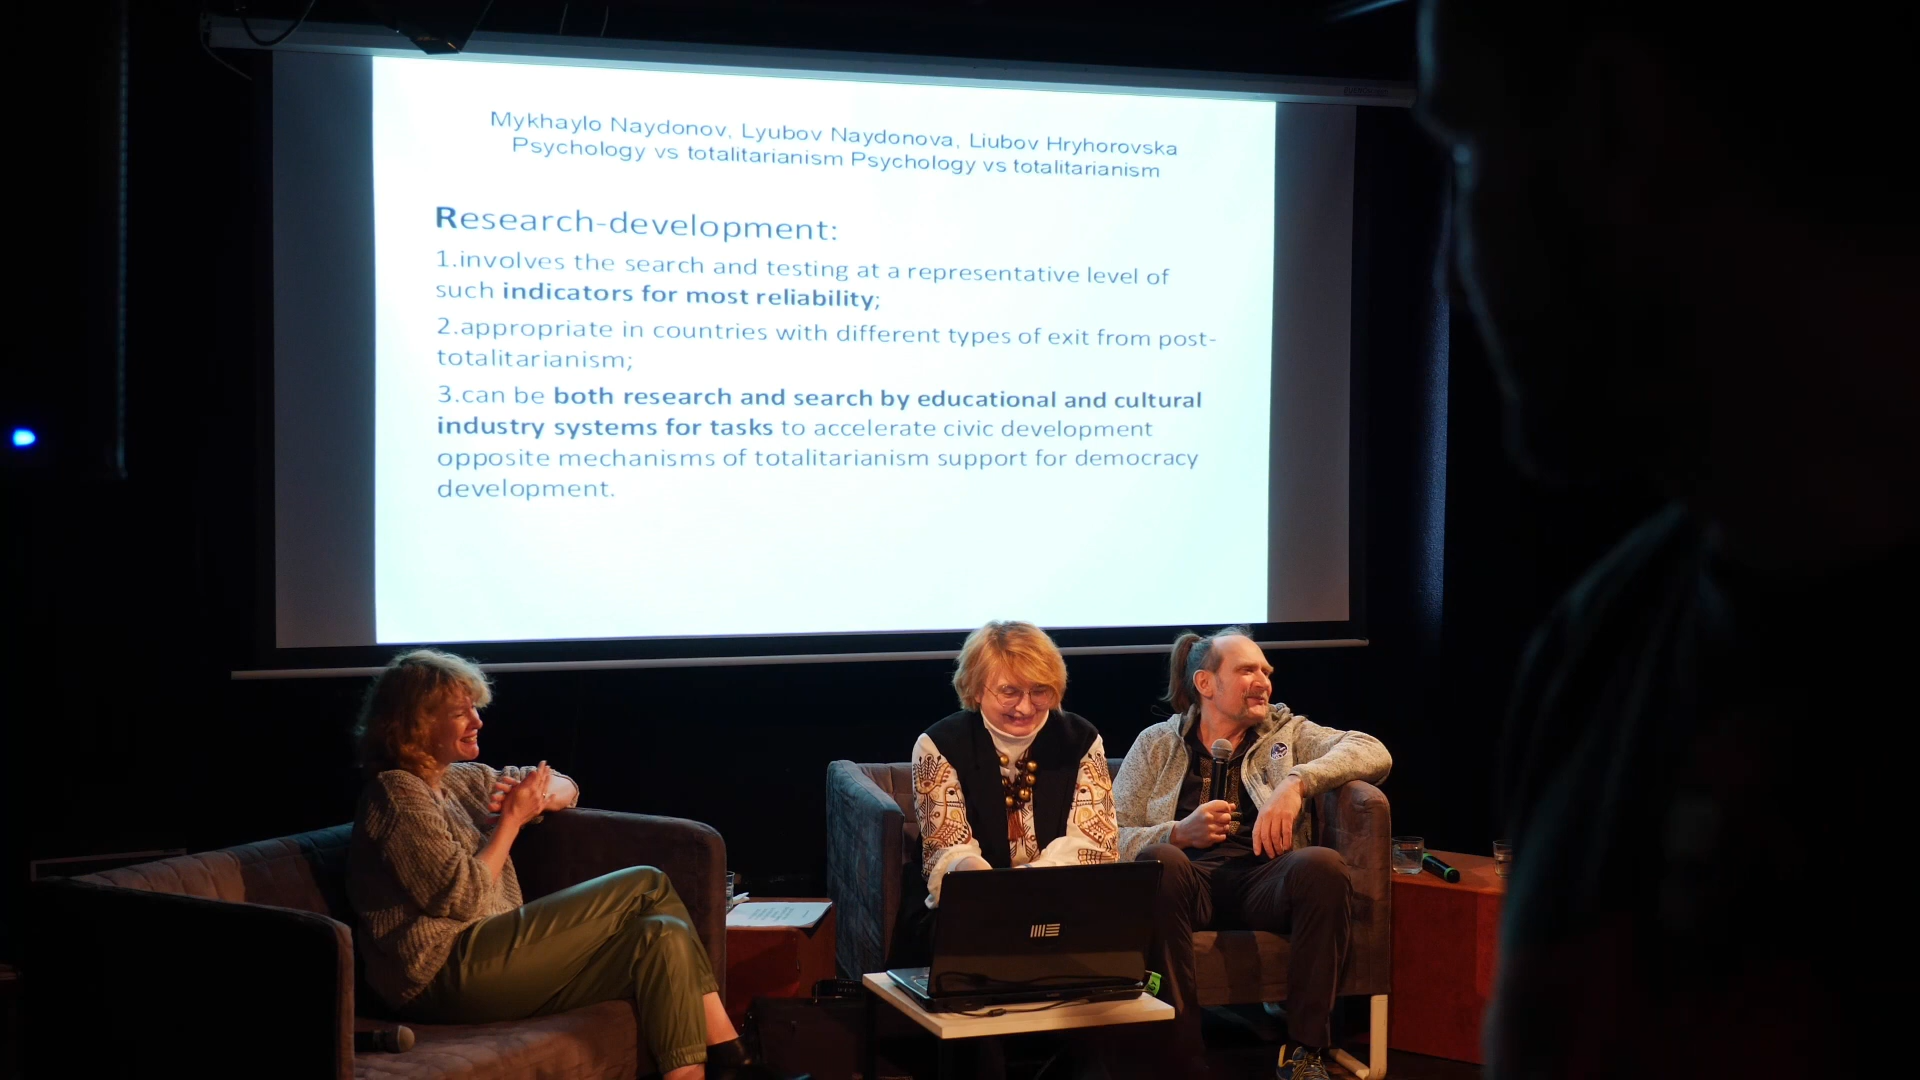 Mykhaylo Naydonov, Lyubov Naydonova, Liubov Hryhorovska
Psychology vs totalitarianism Psychology vs totalitarianism
Research-development:
1.involves the search and testing at a representative level of
such indicators for most reliability;
2.appropriate in countries with different types of exit from post-
totalitarianism;
3.can be both research and search by educational and cultural
industry systems for tasks to accelerate civic development
opposite mechanisms of totalitarianism support for democracy
development.